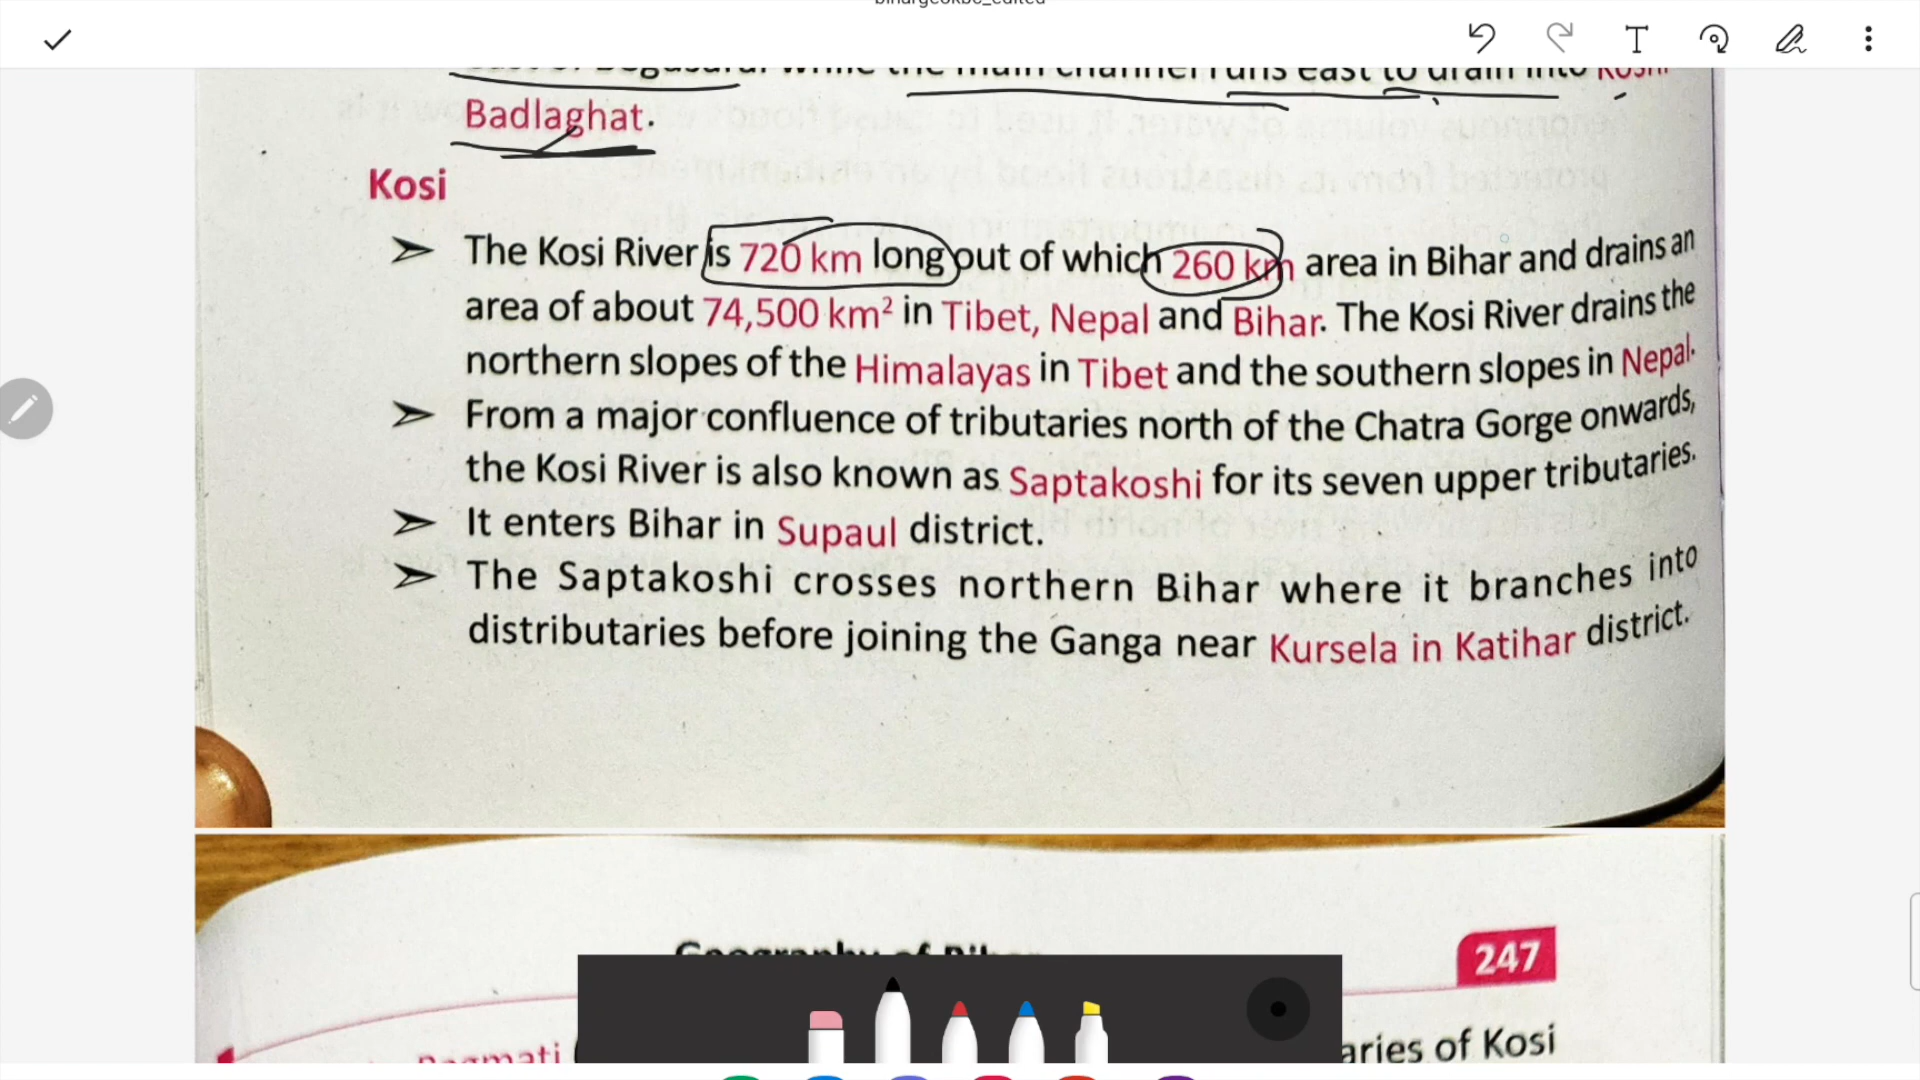 Badlaghat.
Kosi
➢ The Kosi River is 720 km long out of which 260 km area in Bihar and drains an
area of about 74,500 km² in Tibet, Nepal and Bihar. The Kosi River drains the
northern slopes of the Himalayas in Tibet and the southern slopes in Nepal.
➢ From a major confluence of tributaries north of the Chatra Gorge onwards,
the Kosi River is also known as Saptakoshi for its seven upper tributaries.
➢ It enters Bihar in Supaul district.
➢ The Saptakoshi crosses northern Bihar where it branches into
distributaries before joining the Ganga near Kursela in Katihar district.
247
of Kosi